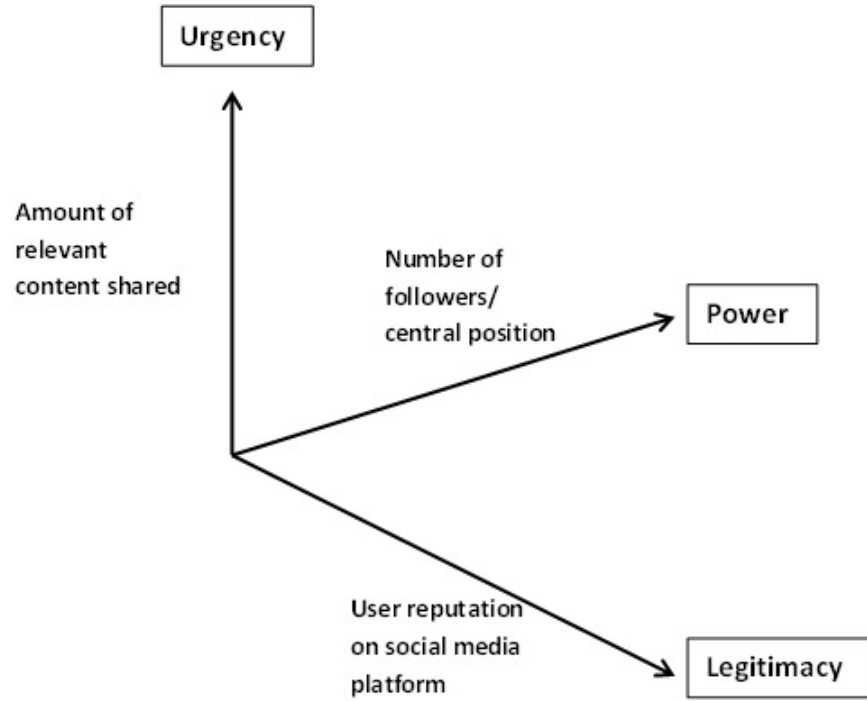 Urgency
Amount of
relevant
content shared
Number of
followers/
central position
Power
User reputation
on social media
platform
Legitimacy